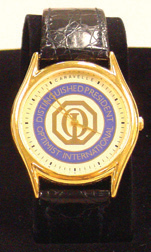 DISTINGUISHED PRESIDENT
OPTIMIST INTERNATIONAL